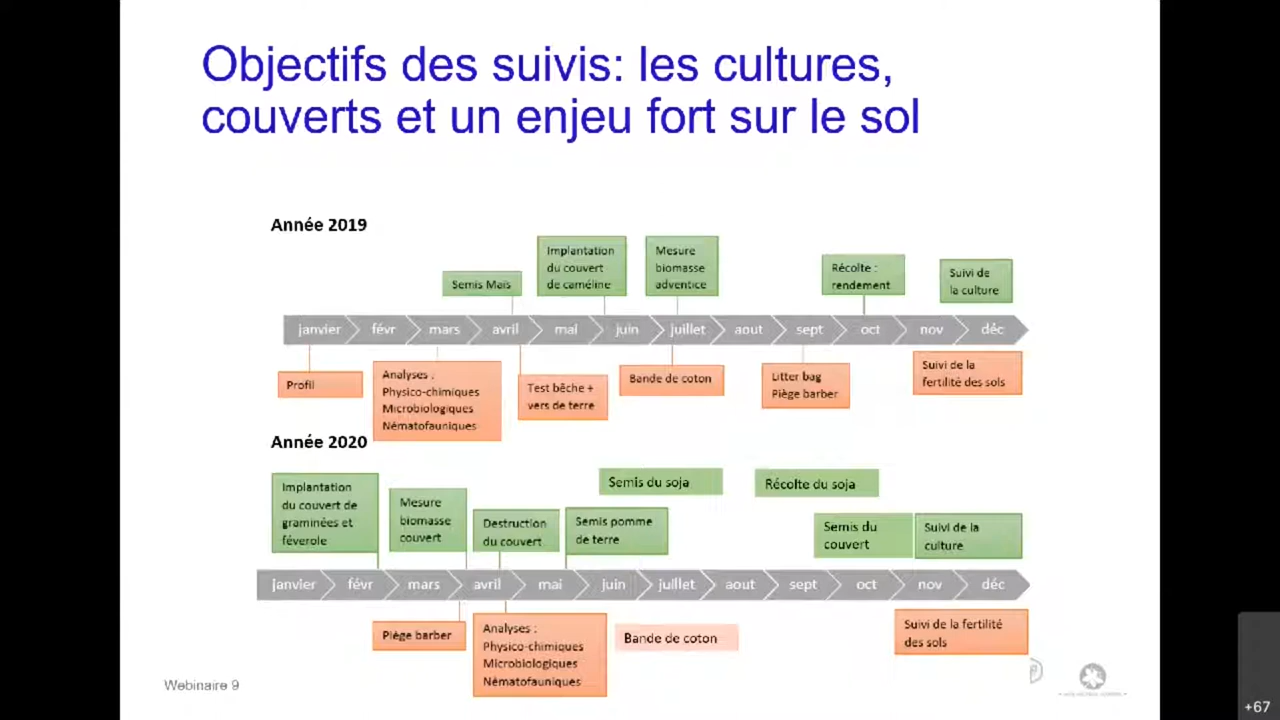 Objectifs des suivis: les cultures,
couverts et un enjeu fort sur le sol
Année 2019
Semis Maïs
Implantation
du couvert
de caméline
Mesure
biomasse
adventice
Récolte :
rendement
Suivi de
la culture
janvier févr mars avril mai juin juillet aout sept oct nov déc
Profil
Analyses :
Physico-chimiques
Microbiologiques
Nématofauniques
Test bêche +
vers de terre
Bande de coton
Litter bag
Piège barber
Suivi de la
fertilité des sols
Année 2020
Implantation
du couvert de
graminées et
féverole
Mesure
biomasse
couvert
Destruction
du couvert
Semis pomme
de terre
Semis du soja
Récolte du soja
Semis du
couvert
Suivi de la
culture
janvier févr mars avril mai juin juillet aout sept oct nov déc
Piège barber
Analyses :
Physico-chimiques
Microbiologiques
Nématofauniques
Bande de coton
Suivi de la fertilité
des sols
Webinaire 9
+67